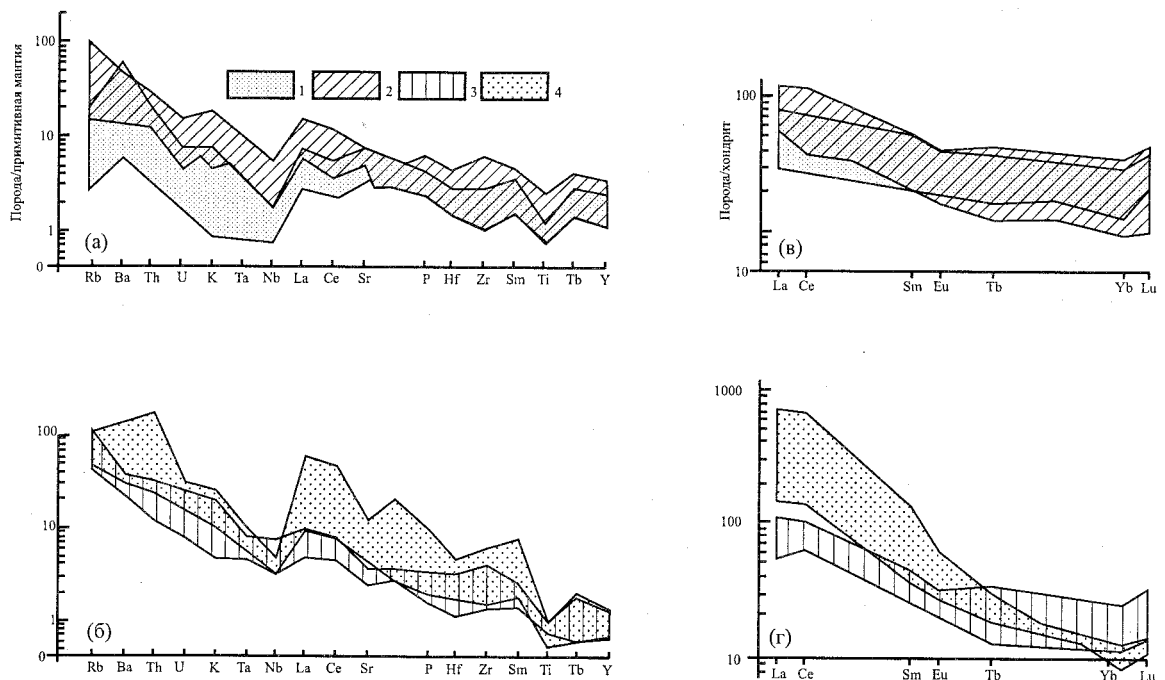 Порода/примитивная мантия
100
10
1
0
(а)
1
2
3
4
Rb Ba Th U K Ta Nb La Ce Sr P Hf Zr Sm Ti Tb Y
Порода/хондрит
100
10
(в)
La Ce Sm Eu Tb Yb Lu
100
10
1
0
(б)
Rb Ba Th U K Ta Nb La Ce Sr P Hf Zr Sm Ti Tb Y
1000
100
10
(г)
La Ce Sm Eu Tb Yb Lu